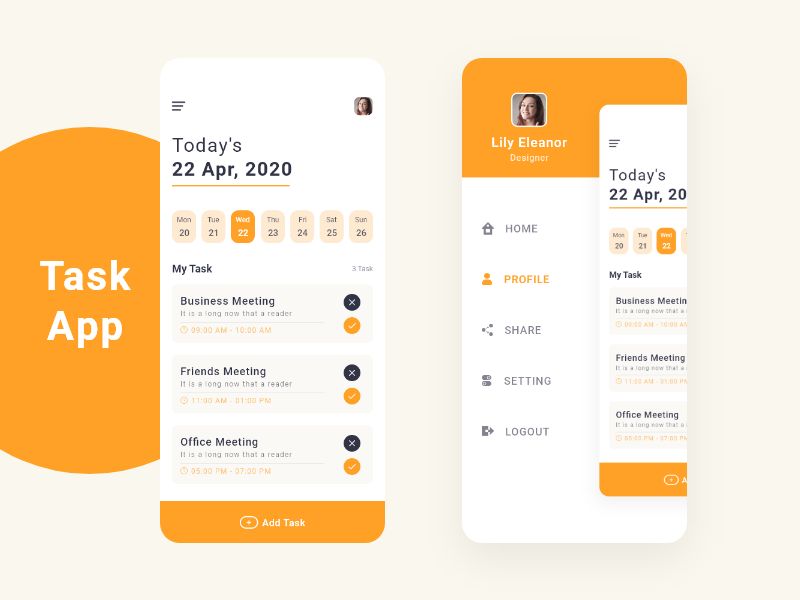 Task
App
Today's
22 Apr, 2020
Mon Tue Wed Thu Fri Sat Sun
20 21 22 23 24 25 26
My Task 3 Task
Business Meeting
It is a long now that a reader
09:00 AM - 10:00 AM
Friends Meeting
It is a long now that a reader
11:00 AM - 01:00 PM
Office Meeting
It is a long now that a reader
05:00 PM - 07:00 PM
Add Task
Lily Eleanor
Designer
HOME
PROFILE
SHARE
SETTING
LOGOUT
Today's
22 Apr, 20
Mon Tue Wed
20 21 22
My Task
Business Meetin
It is a long now that a
09:00 AM - 10:00 AM
Friends Meeting
It is a long now that a
11:00 AM - 01:00 PM
Office Meeting
It is a long now that a
05:00 PM - 07:00 PM
A